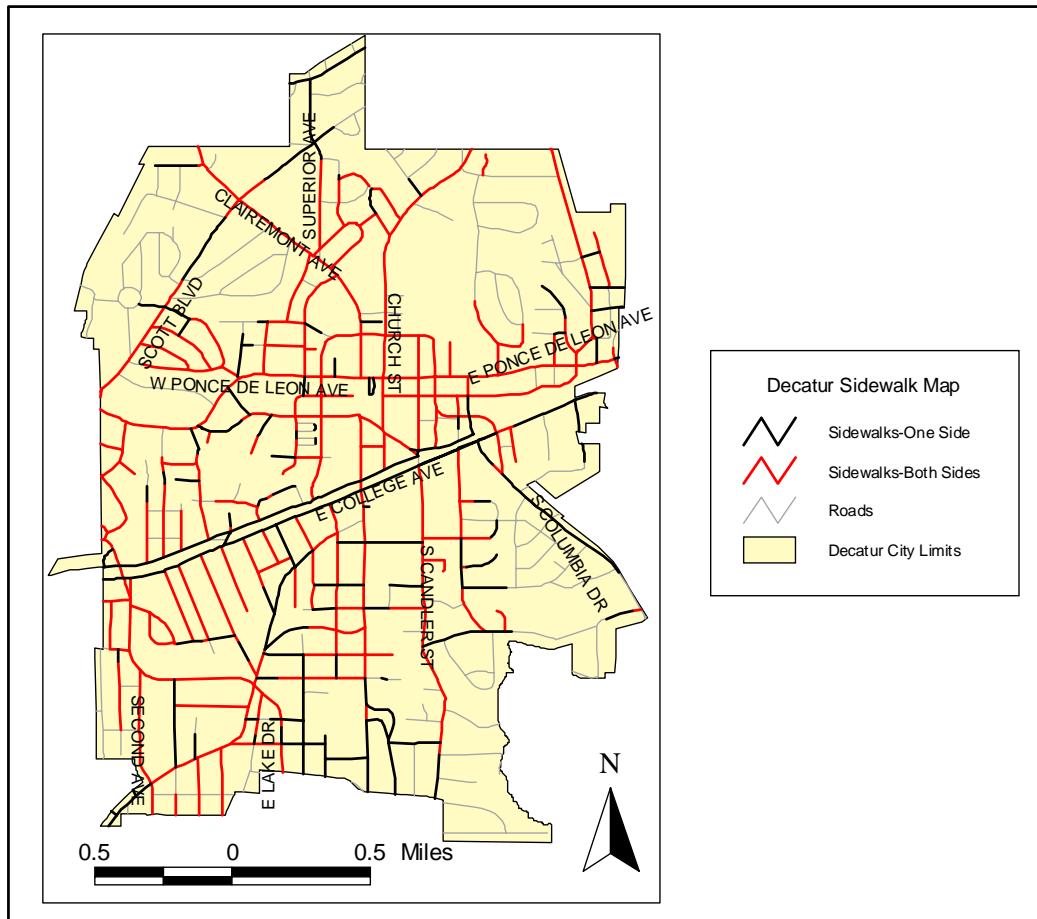 SUPERIOR AVE
CLAIREMONT AVE
SCOTT BLVD
CHURCH ST
E PONCE DE LEON AVE
W PONCE DE LEON AVE
E COLLEGE AVE
S COLUMBIA DR
S CANDLER ST
SECOND AVE
E LAKE DR
N
0.5 0 0.5 Miles
Decatur Sidewalk Map
Sidewalks-One Side
Sidewalks-Both Sides
Roads
Decatur City Limits